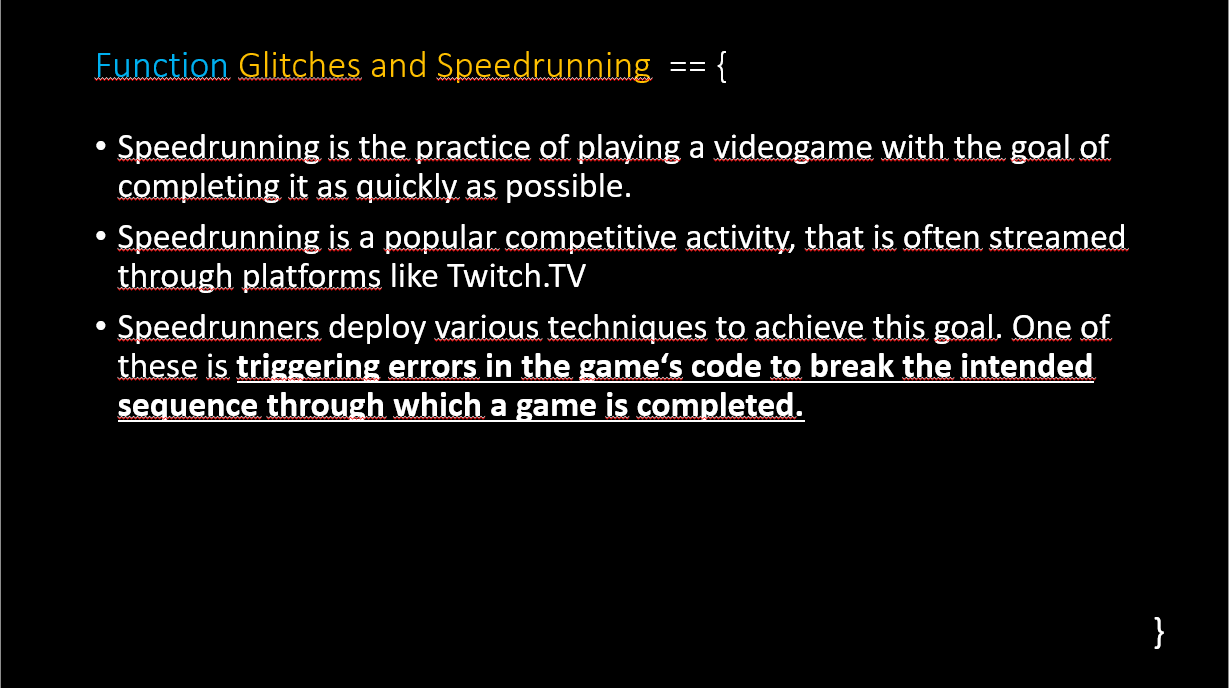 Function Glitches and Speedrunning == {
• Speedrunning is the practice of playing a videogame with the goal of
completing it as quickly as possible.
• Speedrunning is a popular competitive activity, that is often streamed
through platforms like Twitch.TV
• Speedrunners deploy various techniques to achieve this goal. One of
these is triggering errors in the game‘s code to break the intended
sequence through which a game is completed.
}